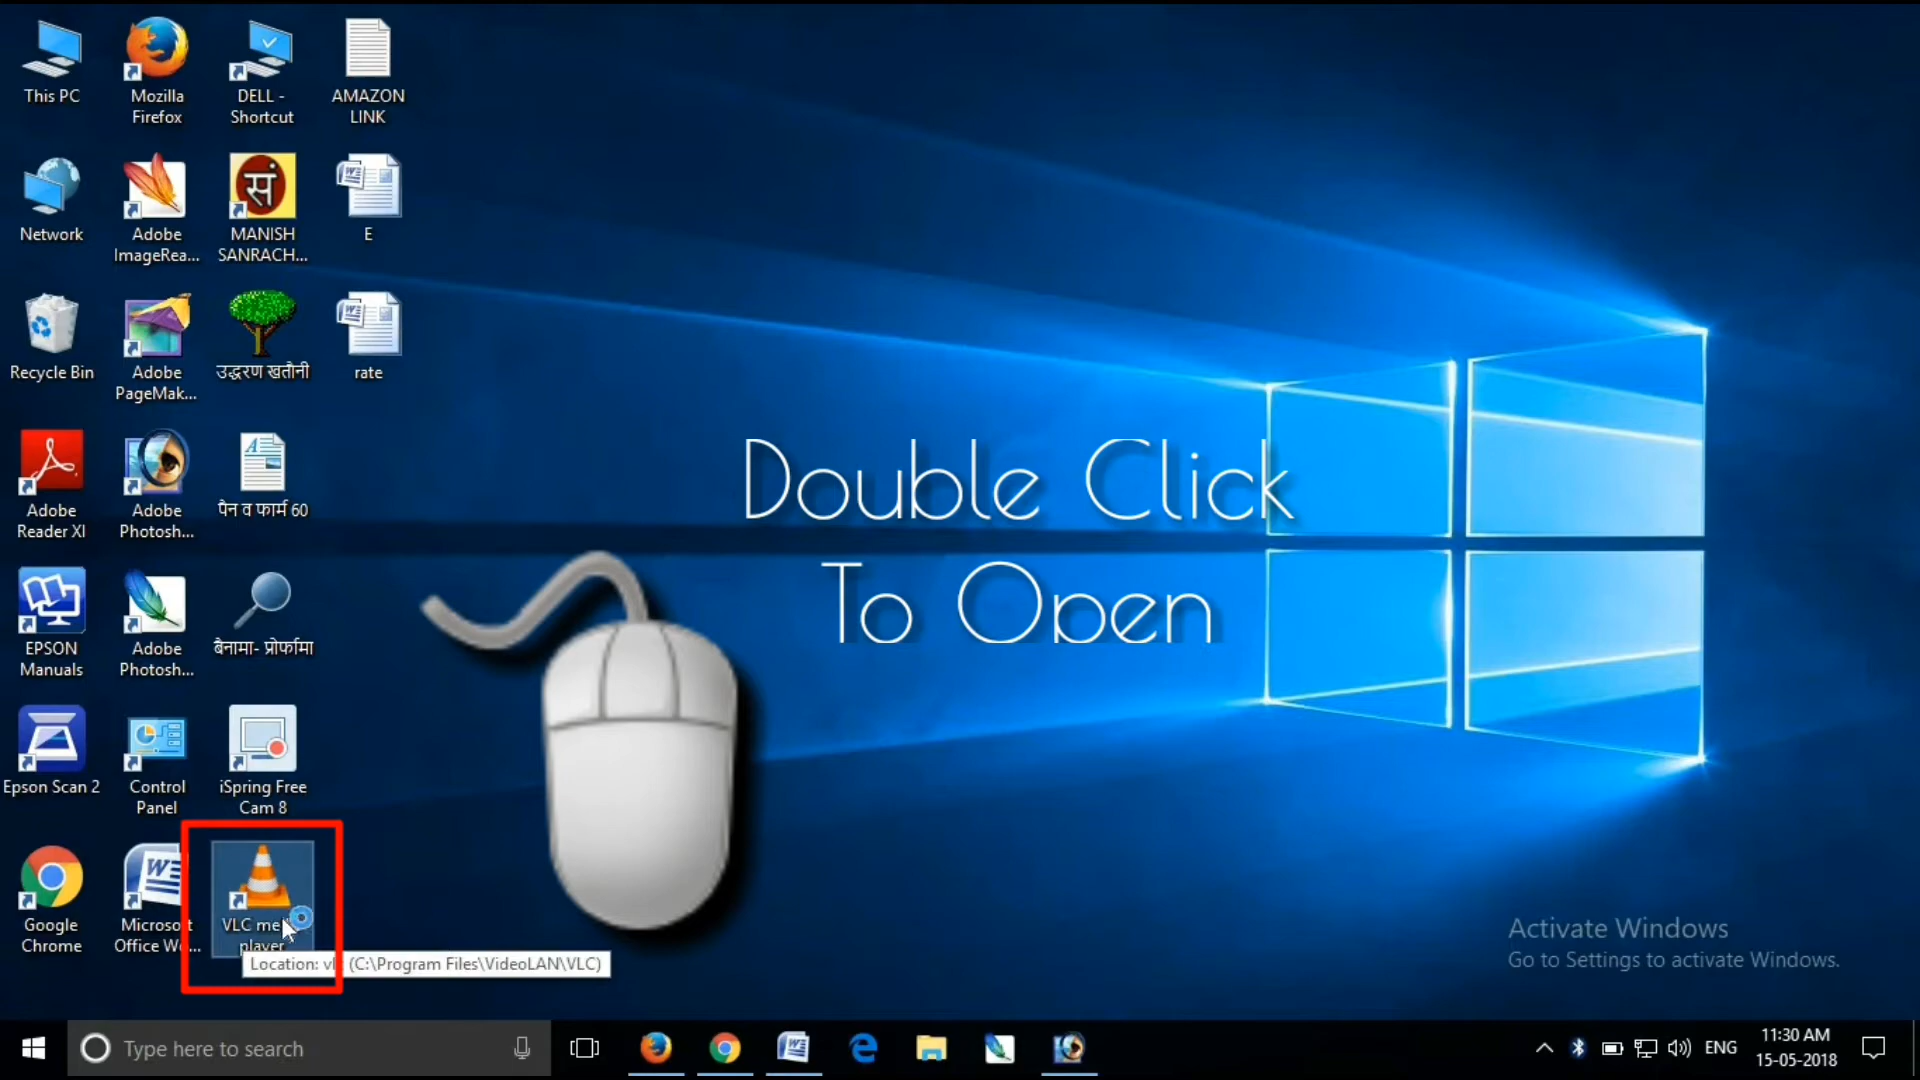 This PC
Mozilla
Firefox
DELL -
Shortcut
AMAZON
LINK
Network
Adobe
ImageRea...
सं
MANISH
SANRACH...
E
Recycle Bin
Adobe
PageMak...
उद्धरण खतौनी
rate
Adobe
Reader XI
Adobe
Photosh...
पैन व फार्म 60
EPSON
Manuals
Adobe
Photosh...
बैनामा- प्रोर्फामा
Epson Scan 2
Control
Panel
iSpring Free
Cam 8
Google
Chrome
Microsoft
Office Wo...
VLC
player
Location: (C:\Program Files\VideoLAN\VLC)
Double Click
To Open
Activate Windows
Go to Settings to activate Windows.
Type here to search
ENG
11:30 AM
15-05-2018